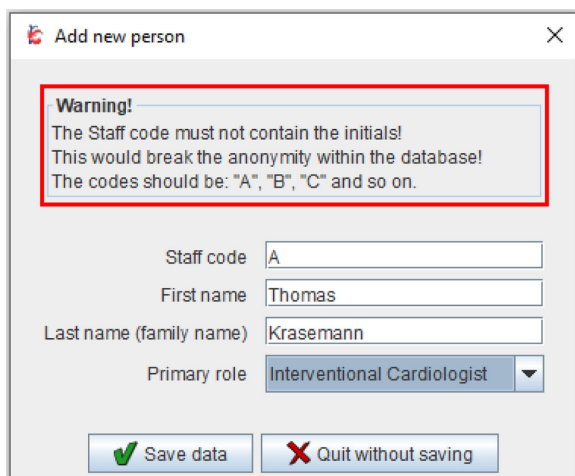 Add new person
Warning!
The Staff code must not contain the initials!
This would break the anonymity within the database!
The codes should be: "A", "B", "C" and so on.
Staff code A
First name Thomas
Last name (family name) Krasemann
Primary role Interventional Cardiologist
Save data Quit without saving